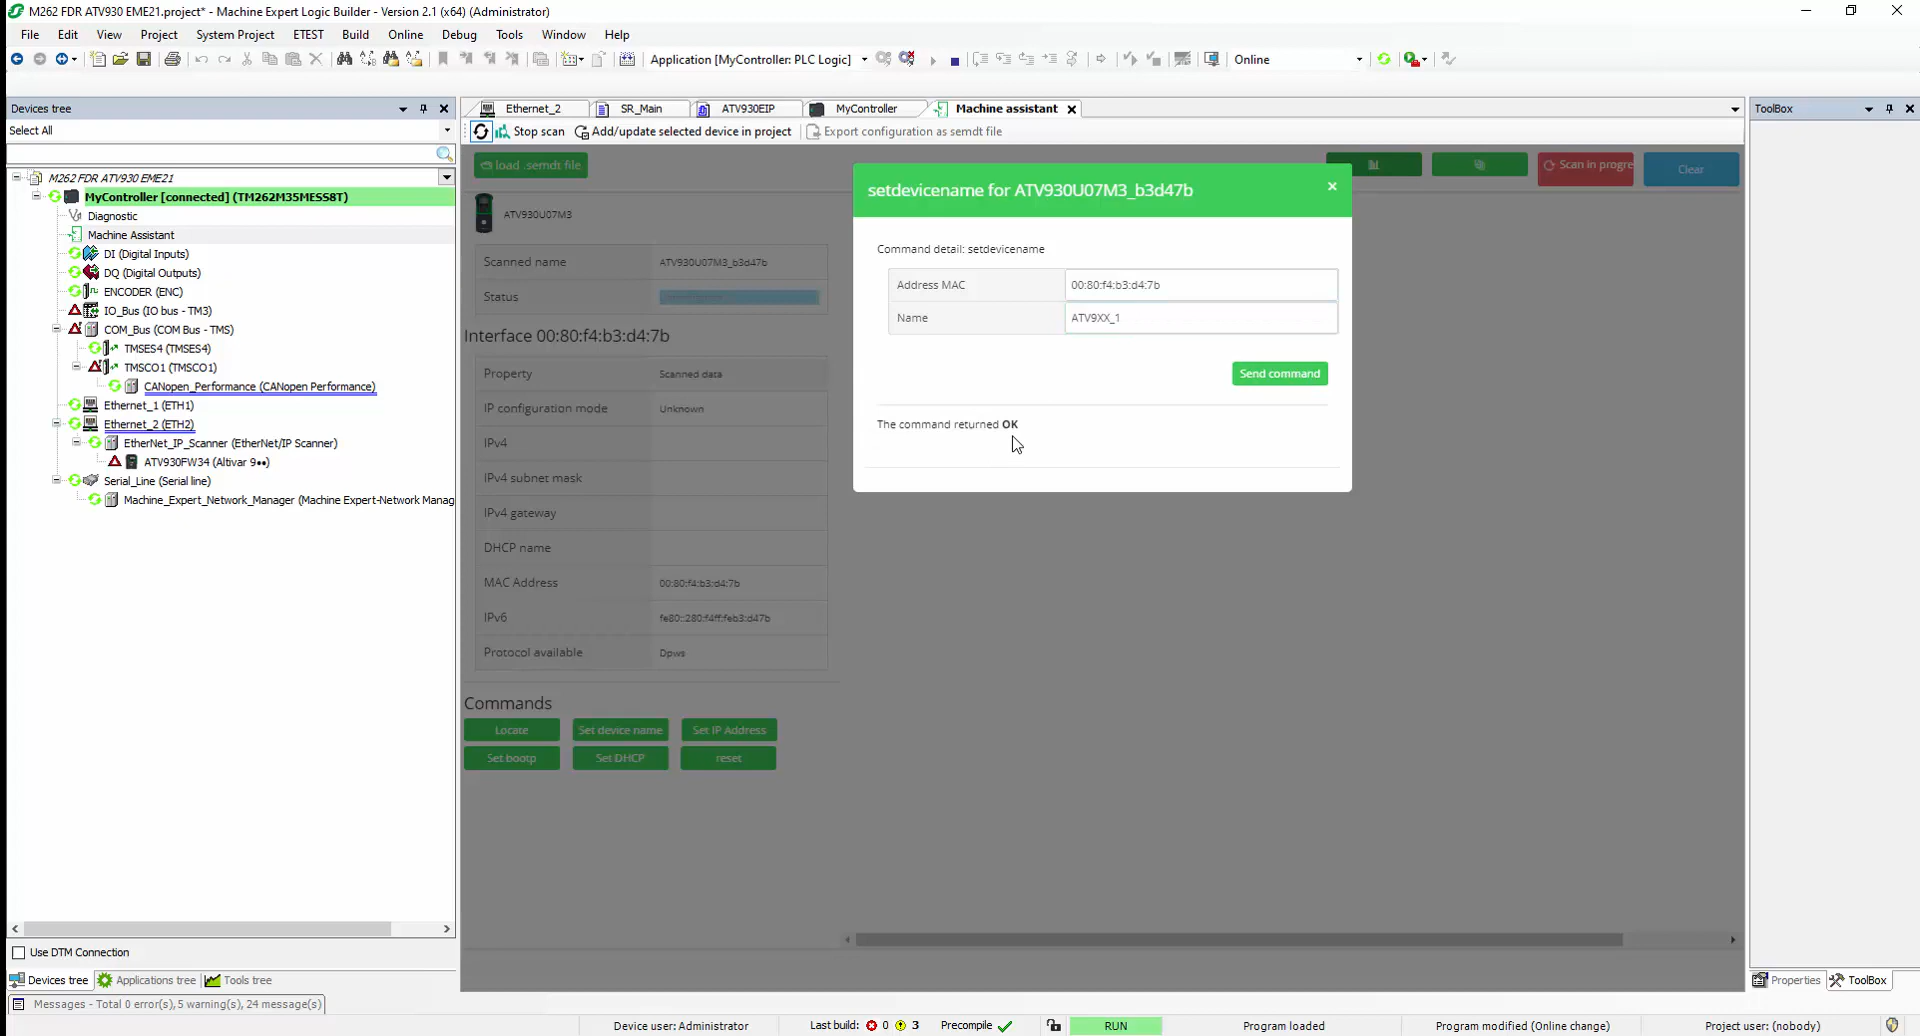 M262 FDR ATV930 EME21.project* - Machine Expert Logic Builder - Version 2.1 (x64) (Administrator)
File Edit View Project System Project ETEST Build Online Debug Tools Window Help
Application [MyController: PLC Logic] Online
Devices tree
Select All
M262 FDR ATV930 EME21
MyController [connected] (TM262M35MESS8T)
Diagnostic
Machine Assistant
DI (Digital Inputs)
DQ (Digital Outputs)
ENCODER (ENC)
IO_Bus (IO bus - TM3)
COM_Bus (COM Bus - TMS)
TMSES4 (TMSES4)
TMSCO1 (TMSCO1)
CANopen_Performance (CANopen Performance)
Ethernet_1 (ETH1)
Ethernet_2 (ETH2)
EtherNet_IP_Scanner (EtherNet/IP Scanner)
ATV930FW34 (Altivar 9••)
Serial_Line (Serial line)
Machine_Expert_Network_Manager (Machine Expert-Network Manag
Use DTM Connection
Devices tree Applications tree Tools tree
Ethernet_2 SR_Main ATV930EIP MyController Machine assistant
Stop scan Add/update selected device in project Export configuration as semdt file
load .semdt file
Scan in progre
Clear
ATV930U07M3
Scanned name ATV930U07M3_b3d47b
Status
Interface 00:80:f4:b3:d4:7b
Property Scanned data
IP configuration mode Unknown
IPv4
IPv4 subnet mask
IPv4 gateway
DHCP name
MAC Address 00:80:f4:b3:d4:7b
IPv6 fe80::280:f4ff:feb3:d47b
Protocol available Dpws
Commands
Locate Set device name Set IP Address
Set bootp Set DHCP reset
setdevicename for ATV930U07M3_b3d47b
×
Command detail: setdevicename
Address MAC 00:80:f4:b3:d4:7b
Name ATV9XX_1
Send command
The command returned OK
ToolBox
Properties ToolBox
Messages - Total 0 error(s), 5 warning(s), 24 message(s)
Device user: Administrator Last build: 0 3 Precompile RUN Program loaded Program modified (Online change) Project user: (nobody)